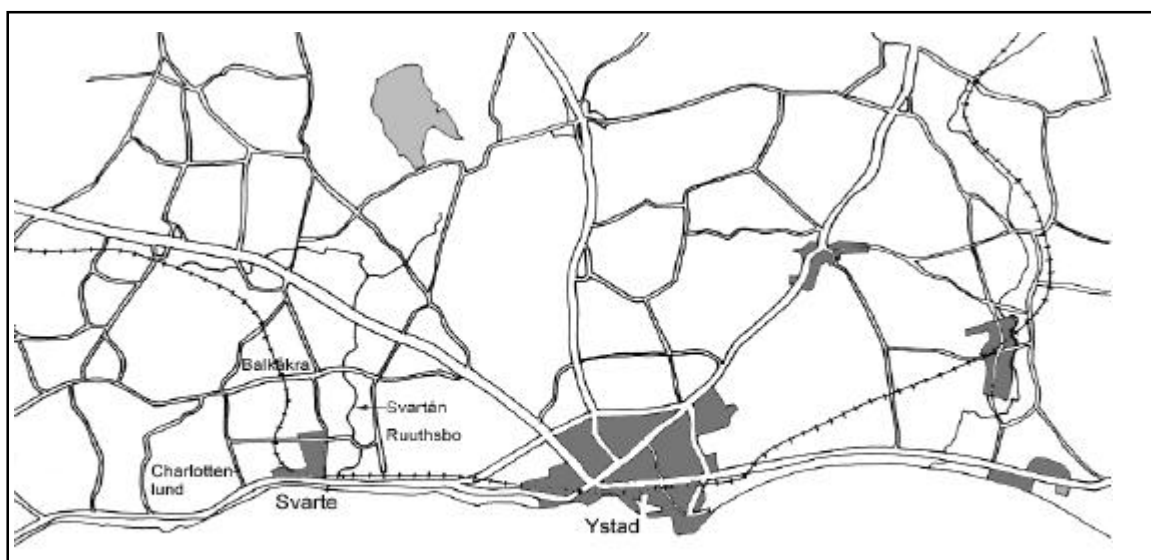 Balkåkra
Svartån
Ruuthsbo
Charlotten-
lund
Svarte
Ystad